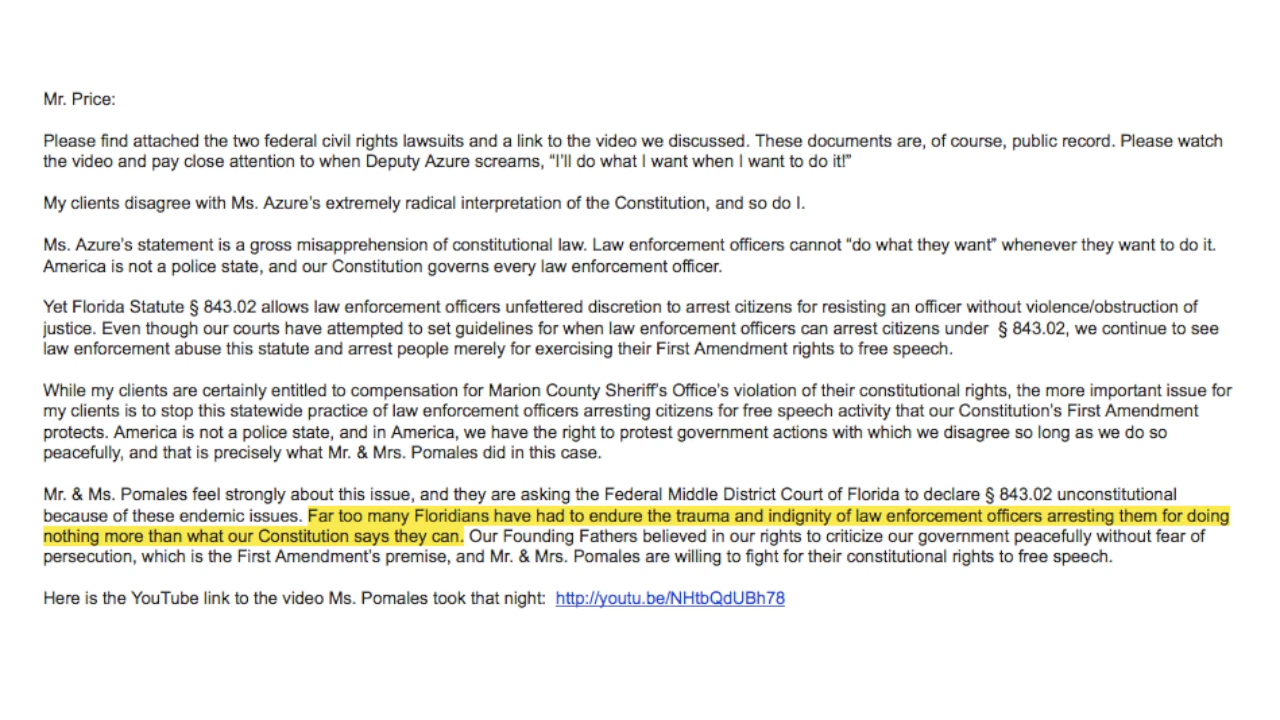 Mr. Price:
Please find attached the two federal civil rights lawsuits and a link to the video we discussed. These documents are, of course, public record. Please watch
the video and pay close attention to when Deputy Azure screams, “I’ll do what I want when I want to do it!”
My clients disagree with Ms. Azure’s extremely radical interpretation of the Constitution, and so do I.
Ms. Azure’s statement is a gross misapprehension of constitutional law. Law enforcement officers cannot “do what they want” whenever they want to do it.
America is not a police state, and our Constitution governs every law enforcement officer.
Yet Florida Statute § 843.02 allows law enforcement officers unfettered discretion to arrest citizens for resisting an officer without violence/obstruction of
justice. Even though our courts have attempted to set guidelines for when law enforcement officers can arrest citizens under § 843.02, we continue to see
law enforcement abuse this statute and arrest people merely for exercising their First Amendment rights to free speech.
While my clients are certainly entitled to compensation for Marion County Sheriff’s Office’s violation of their constitutional rights, the more important issue for
my clients is to stop this statewide practice of law enforcement officers arresting citizens for free speech activity that our Constitution’s First Amendment
protects. America is not a police state, and in America, we have the right to protest government actions with which we disagree so long as we do so
peacefully, and that is precisely what Mr. & Mrs. Pomales did in this case.
Mr. & Ms. Pomales feel strongly about this issue, and they are asking the Federal Middle District Court of Florida to declare § 843.02 unconstitutional
because of these endemic issues. Far too many Floridians have had to endure the trauma and indignity of law enforcement officers arresting them for doing
nothing more than what our Constitution says they can. Our Founding Fathers believed in our rights to criticize our government peacefully without fear of
persecution, which is the First Amendment’s premise, and Mr. & Mrs. Pomales are willing to fight for their constitutional rights to free speech.
Here is the YouTube link to the video Ms. Pomales took that night: http://youtu.be/NHtbQdUBh78